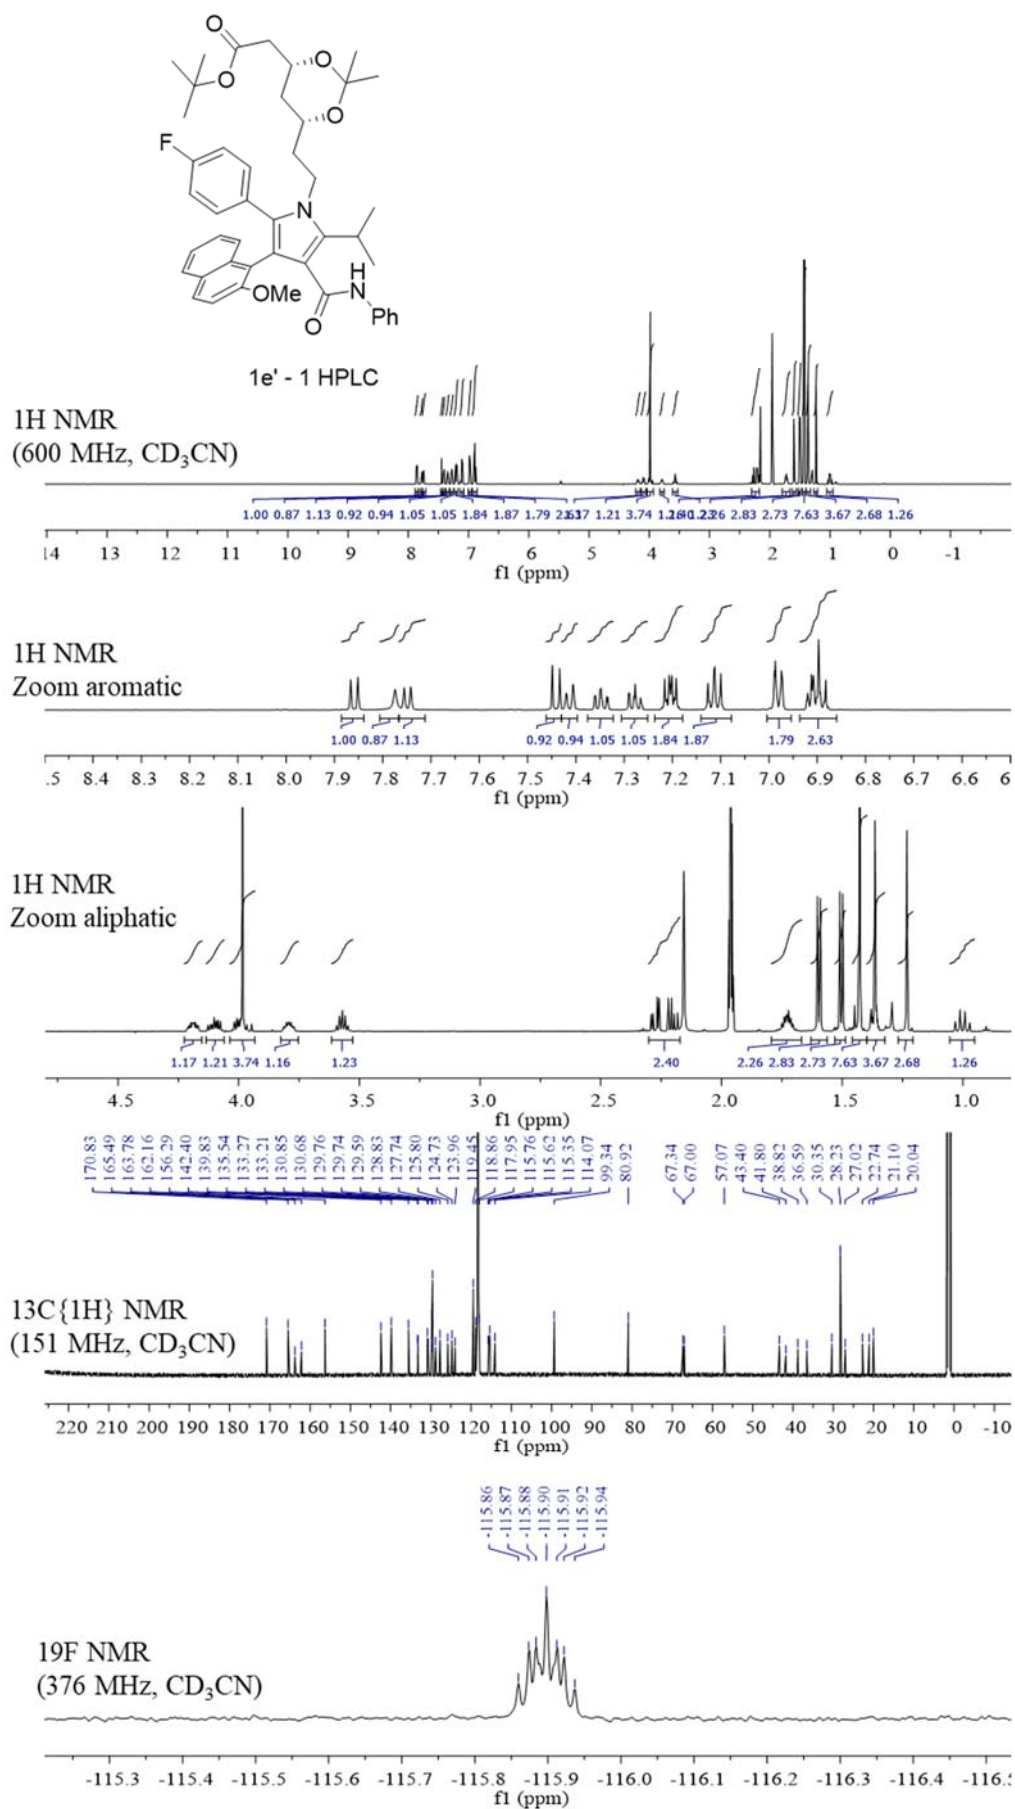 O
O
O
O
F
N
OMe
H
N
O
Ph
1e' - 1 HPLC
1H NMR
(600 MHz, CD3CN)
1.00 0.87 1.13 0.92 0.94 1.05 1.05 1.84 1.87 1.79 1.21 3.74 2.83 2.73 7.63 3.67 2.68 1.26
14 13 12 11 10 9 8 7 6 5 4 3 2 1 0 -1
f1 (ppm)
1H NMR
Zoom aromatic
1.00 0.87 1.13 0.92 0.94 1.05 1.05 1.84 1.87 1.79 2.63
.5 8.4 8.3 8.2 8.1 8.0 7.9 7.8 7.7 7.6 7.5 7.4 7.3 7.2 7.1 7.0 6.9 6.8 6.7 6.6 6
f1 (ppm)
1H NMR
Zoom aliphatic
1.17 1.21 3.74 1.16 1.23 2.40 2.26 2.83 2.73 7.63 3.67 2.68 1.26
4.5 4.0 3.5 3.0 2.5 2.0 1.5 1.0
f1 (ppm)
170.83 165.49 163.78 162.16 156.29 142.40 139.83 135.54 133.27 133.21 130.85 130.68 129.76 129.74 129.59 128.83 127.74 125.80 124.73 123.96 119.45 118.86 117.95 115.76 115.62 115.35 114.07 99.34 80.92 67.34 67.00 57.07 43.40 41.80 38.82 36.59 30.35 28.23 27.02 22.74 21.10 20.04
13C{1H} NMR
(151 MHz, CD3CN)
220 210 200 190 180 170 160 150 140 130 120 110 100 90 80 70 60 50 40 30 20 10 0 -10
f1 (ppm)
-115.86 -115.87 -115.88 -115.90 -115.91 -115.92 -115.94
19F NMR
(376 MHz, CD3CN)
-115.3 -115.4 -115.5 -115.6 -115.7 -115.8 -115.9 -116.0 -116.1 -116.2 -116.3 -116.4 -116.5
f1 (ppm)